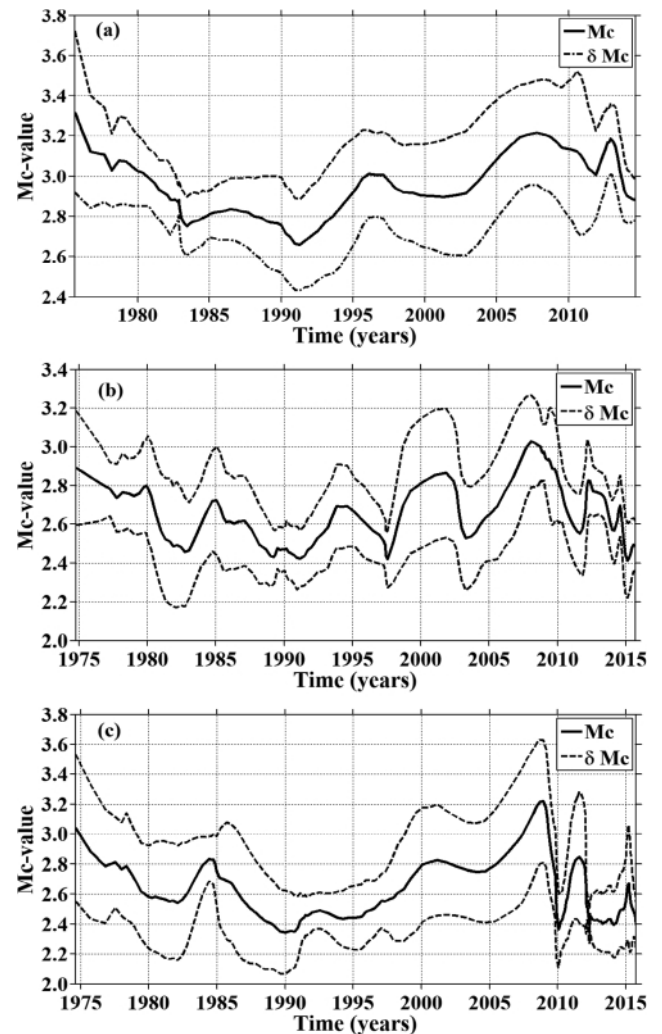 3.8
(a)
Mc
δ Mc
3.6
3.4
3.2
3.0
2.8
2.6
2.4
Mc-value
1980 1985 1990 1995 2000 2005 2010
Time (years)
3.4
(b)
Mc
δ Mc
3.2
3.0
2.8
2.6
2.4
2.2
2.0
Mc-value
1975 1980 1985 1990 1995 2000 2005 2010 2015
Time (years)
3.8
(c)
Mc
δ Mc
3.6
3.4
3.2
3.0
2.8
2.6
2.4
2.2
2.0
Mc-value
1975 1980 1985 1990 1995 2000 2005 2010 2015
Time (years)